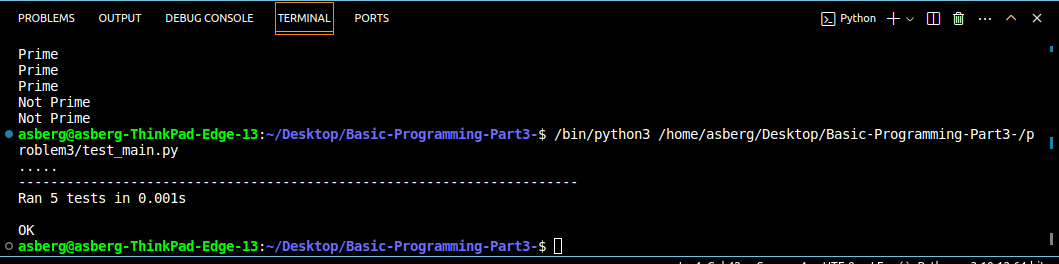 PROBLEMS OUTPUT DEBUG CONSOLE TERMINAL PORTS Python
Prime
Prime
Prime
Not Prime
Not Prime
asberg@asberg-ThinkPad-Edge-13:~/Desktop/Basic-Programming-Part3-$ /bin/python3 /home/asberg/Desktop/Basic-Programming-Part3-/p
roblem3/test_main.py
.....
----------------------------------------------------------------------
Ran 5 tests in 0.001s
OK
asberg@asberg-ThinkPad-Edge-13:~/Desktop/Basic-Programming-Part3-$